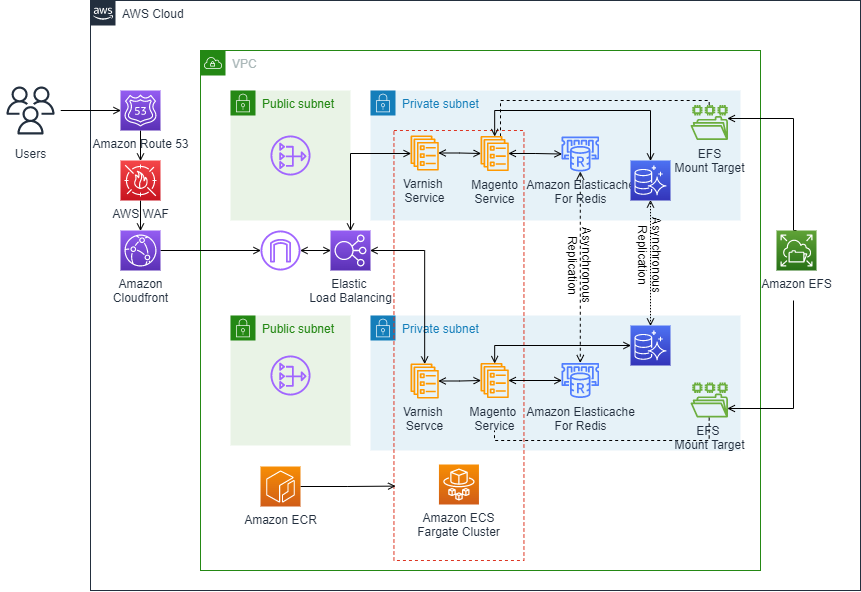 aws
AWS Cloud
VPC
Public subnet
Private subnet
Users
53
Amazon Route 53
AWS WAF
Amazon
Cloudfront
Varnish
Service
Magento
Service
R
Amazon Elasticache
For Redis
EFS
Mount Target
Elastic
Load Balancing
Asynchronous
Replication
Asynchronous
Replication
Amazon EFS
Public subnet
Private subnet
Varnish
Servce
Magento
Service
R
Amazon Elasticache
For Redis
EFS
Mount Target
Amazon ECR
Amazon ECS
Fargate Cluster